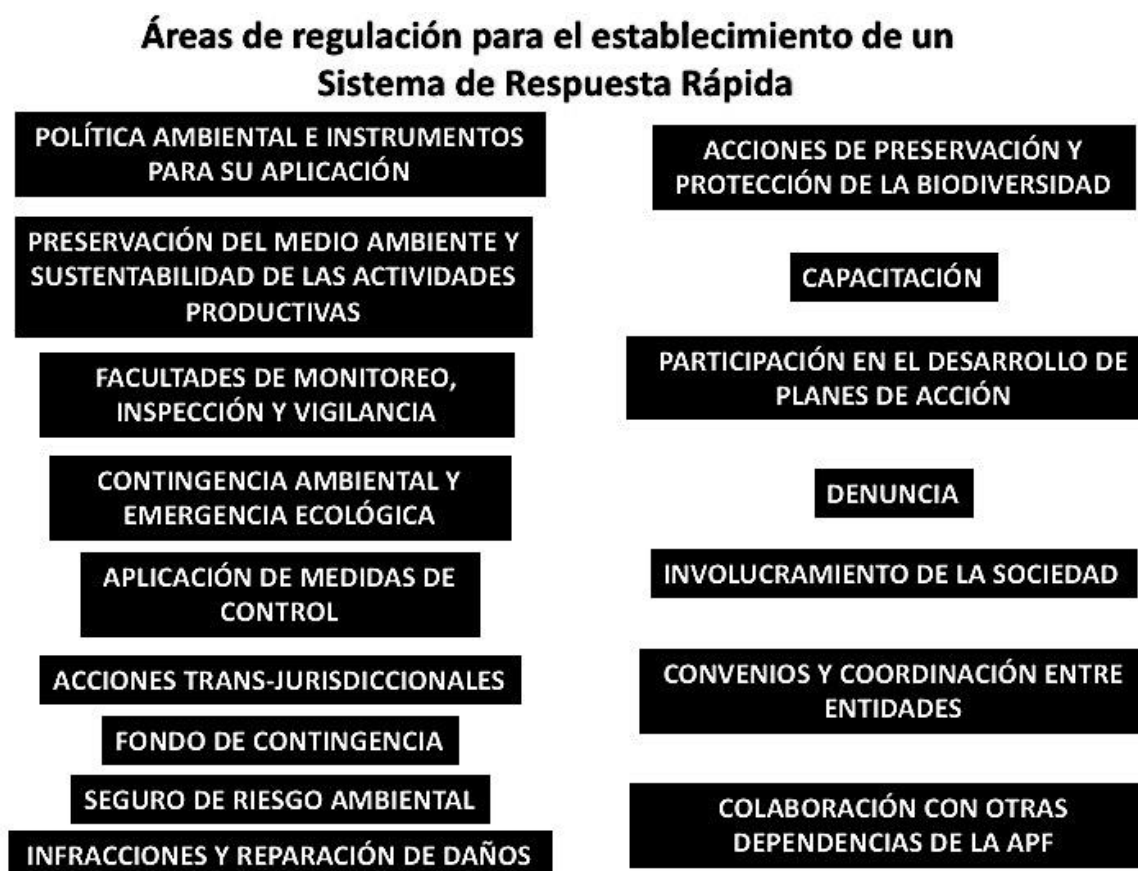 Áreas de regulación para el establecimiento de un
Sistema de Respuesta Rápida
POLÍTICA AMBIENTAL E INSTRUMENTOS
PARA SU APLICACIÓN
PRESERVACIÓN DEL MEDIO AMBIENTE Y
SUSTENTABILIDAD DE LAS ACTIVIDADES
PRODUCTIVAS
FACULTADES DE MONITOREO,
INSPECCIÓN Y VIGILANCIA
CONTINGENCIA AMBIENTAL Y
EMERGENCIA ECOLÓGICA
APLICACIÓN DE MEDIDAS DE
CONTROL
ACCIONES TRANS-JURISDICCIONALES
FONDO DE CONTINGENCIA
SEGURO DE RIESGO AMBIENTAL
INFRACCIONES Y REPARACIÓN DE DAÑOS
ACCIONES DE PRESERVACIÓN Y
PROTECCIÓN DE LA BIODIVERSIDAD
CAPACITACIÓN
PARTICIPACIÓN EN EL DESARROLLO DE
PLANES DE ACCIÓN
DENUNCIA
INVOLUCRAMIENTO DE LA SOCIEDAD
CONVENIOS Y COORDINACIÓN ENTRE
ENTIDADES
COLABORACIÓN CON OTRAS
DEPENDENCIAS DE LA APF